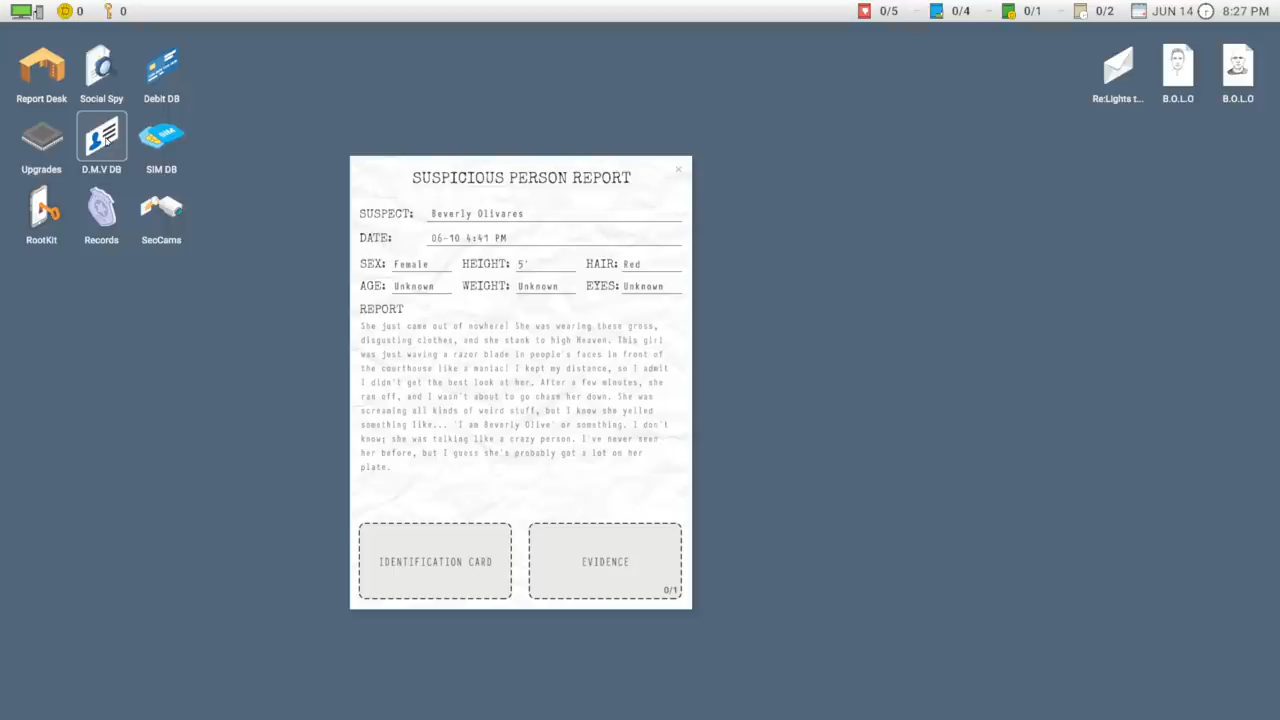 0 0 0/5 0/4 0/1 0/2 JUN 14 8:27 PM
Report Desk Social Spy Debit DB
Re:Lights t... B.O.L.O B.O.L.O
Upgrades D.M.V DB SIM DB
SIM
RootKit Records SecCams
SUSPICIOUS PERSON REPORT
SUSPECT: Beverly Olivares
DATE: 06-10 4:41 PM
SEX: Female HEIGHT: 5' HAIR: Red
AGE: Unknown WEIGHT: Unknown EYES: Unknown
REPORT
She just came out of nowhere! She was wearing these gross,
disgusting clothes, and she stank to high Heaven. This girl
was just waving a razor blade in people's faces in front of
the courthouse like a maniac! I kept my distance, so I admit
I didn't get the best look at her. After a few minutes, she
ran off, and I wasn't about to go chase her down. She was
screaming all kinds of weird stuff, but I know she yelled
something like... 'I am Beverly Olive' or something. I don't
know; she was talking like a crazy person. I've never seen
her before, but I guess she's probably got a lot on her
plate.
IDENTIFICATION CARD
EVIDENCE
0/1